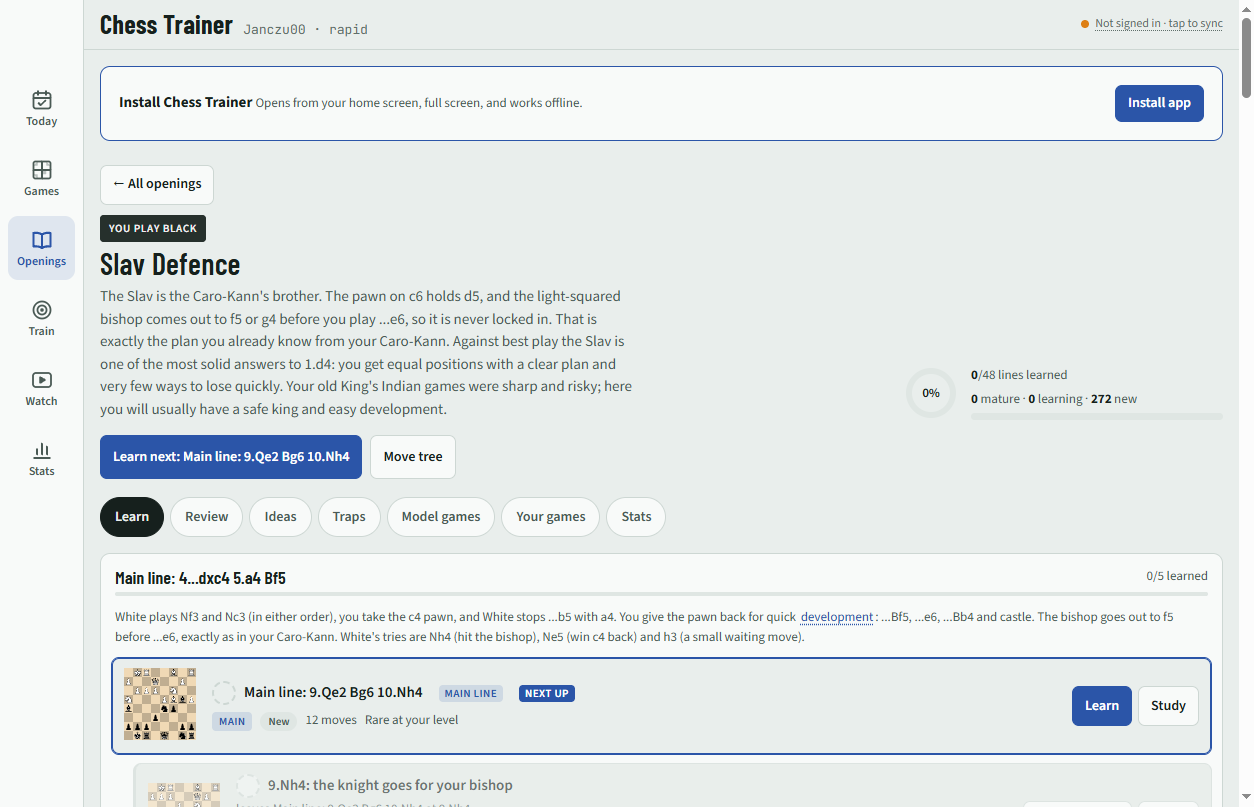 Chess Trainer Janczu00 · rapid
Not signed in · tap to sync
Install Chess Trainer Opens from your home screen, full screen, and works offline.
Install app
Today
Games
Openings
Train
Watch
Stats
← All openings
YOU PLAY BLACK
Slav Defence
The Slav is the Caro-Kann's brother. The pawn on c6 holds d5, and the light-squared
bishop comes out to f5 or g4 before you play ...e6, so it is never locked in. That is
exactly the plan you already know from your Caro-Kann. Against best play the Slav is
one of the most solid answers to 1.d4: you get equal positions with a clear plan and
very few ways to lose quickly. Your old King's Indian games were sharp and risky; here
you will usually have a safe king and easy development.
0%
0/48 lines learned
0 mature · 0 learning · 272 new
Learn next: Main line: 9.Qe2 Bg6 10.Nh4
Move tree
Learn
Review
Ideas
Traps
Model games
Your games
Stats
Main line: 4...dxc4 5.a4 Bf5
0/5 learned
White plays Nf3 and Nc3 (in either order), you take the c4 pawn, and White stops ...b5 with a4. You give the pawn back for quick development: ...Bf5, ...e6, ...Bb4 and castle. The bishop goes out to f5
before ...e6, exactly as in your Caro-Kann. White's tries are Nh4 (hit the bishop), Ne5 (win c4 back) and h3 (a small waiting move).
Main line: 9.Qe2 Bg6 10.Nh4 MAIN LINE NEXT UP
MAIN New 12 moves Rare at your level
Learn
Study
9.Nh4: the knight goes for your bishop